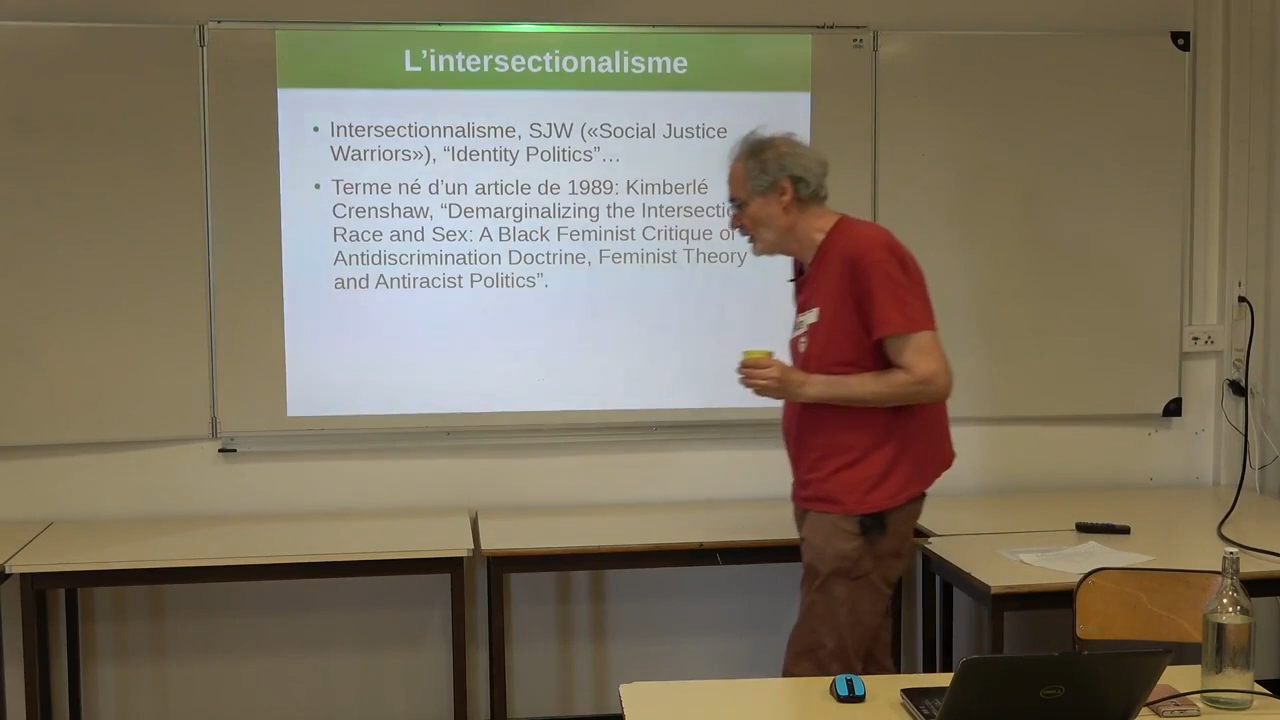 L’intersectionalisme
• Intersectionnalisme, SJW («Social Justice
Warriors»), “Identity Politics”…
• Terme né d’un article de 1989: Kimberlé
Crenshaw, “Demarginalizing the
Race and Sex: A Black Feminist Critique of
Antidiscrimination Doctrine, Feminist Theory
and Antiracist Politics”.
DELL